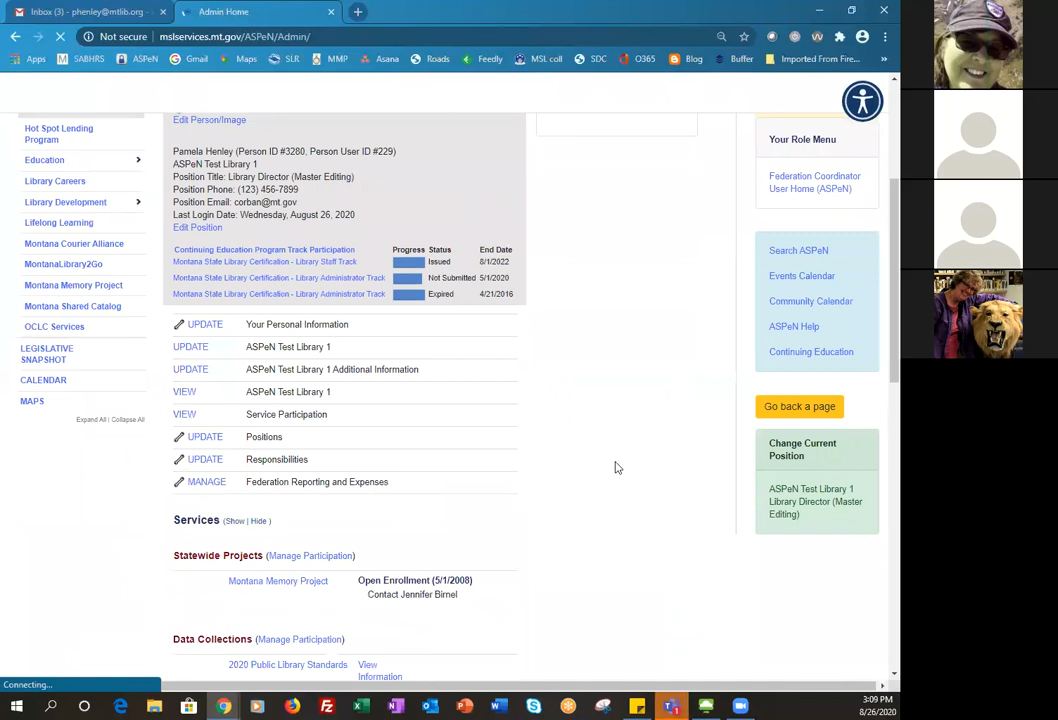 Inbox (3) - phenley@mtlib.org -
Admin Home
Not secure | mslservices.mt.gov/ASPeN/Admin/
Apps SABHRS ASPeN Gmail Maps SLR MMP Asana Roads Feedly MSL coll SDC O365 Blog Buffer Imported From Fire... »
Hot Spot Lending
Program
Education
Library Careers
Library Development
Lifelong Learning
Montana Courier Alliance
MontanaLibrary2Go
Montana Memory Project
Montana Shared Catalog
OCLC Services
LEGISLATIVE
SNAPSHOT
CALENDAR
MAPS
Expand All | Collapse All
Edit Person/Image
Pamela Henley (Person ID #3280, Person User ID #229)
ASPeN Test Library 1
Position Title: Library Director (Master Editing)
Position Phone: (123) 456-7899
Position Email: corban@mt.gov
Last Login Date: Wednesday, August 26, 2020
Edit Position
Continuing Education Program Track Participation Progress Status End Date
Montana State Library Certification - Library Staff Track Issued 8/1/2022
Montana State Library Certification - Library Administrator Track Not Submitted 5/1/2020
Montana State Library Certification - Library Administrator Track Expired 4/21/2016
UPDATE Your Personal Information
UPDATE ASPeN Test Library 1
UPDATE ASPeN Test Library 1 Additional Information
VIEW ASPeN Test Library 1
VIEW Service Participation
UPDATE Positions
UPDATE Responsibilities
MANAGE Federation Reporting and Expenses
Services (Show | Hide )
Statewide Projects (Manage Participation)
Montana Memory Project Open Enrollment (5/1/2008)
Contact Jennifer Birnel
Data Collections (Manage Participation)
2020 Public Library Standards View
Information
Your Role Menu
Federation Coordinator
User Home (ASPeN)
Search ASPeN
Events Calendar
Community Calendar
ASPeN Help
Continuing Education
Go back a page
Change Current
Position
ASPeN Test Library 1
Library Director (Master
Editing)
Connecting...
3:09 PM
8/26/2020